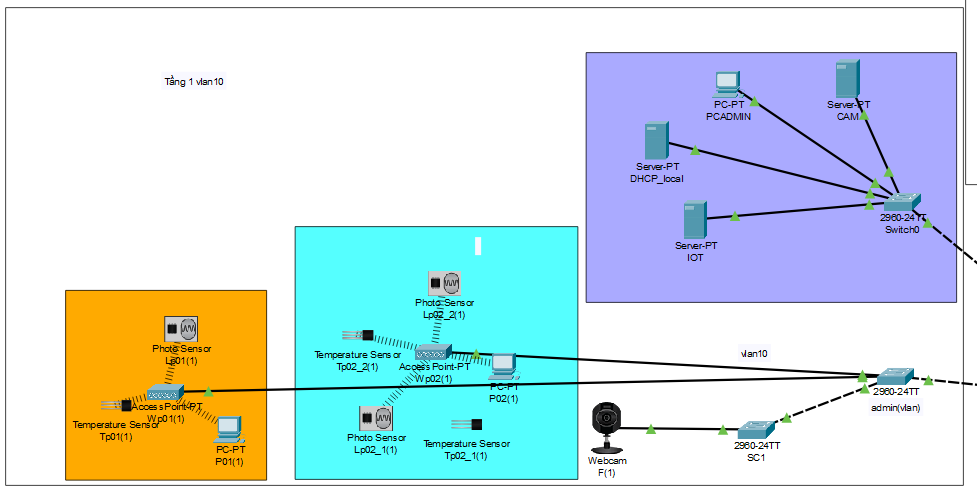 Tầng 1 vlan10
PC-PT
PCADMIN
Server-PT
CAM
Server-PT
DHCP_local
Server-PT
IOT
2960-24TT
Switch0
Photo Sensor
Lp02_2(1)
Temperature Sensor
Tp02_2(1)
Access Point-PT
Wp02(1)
PC-PT
P02(1)
Photo Sensor
Lp02_1(1)
Temperature Sensor
Tp02_1(1)
Photo Sensor
Lp01(1)
Access Point-PT
Wp01(1)
Temperature Sensor
Tp01(1)
PC-PT
P01(1)
vlan10
2960-24TT
admin(vlan)
Webcam
F(1)
2960-24TT
SC1